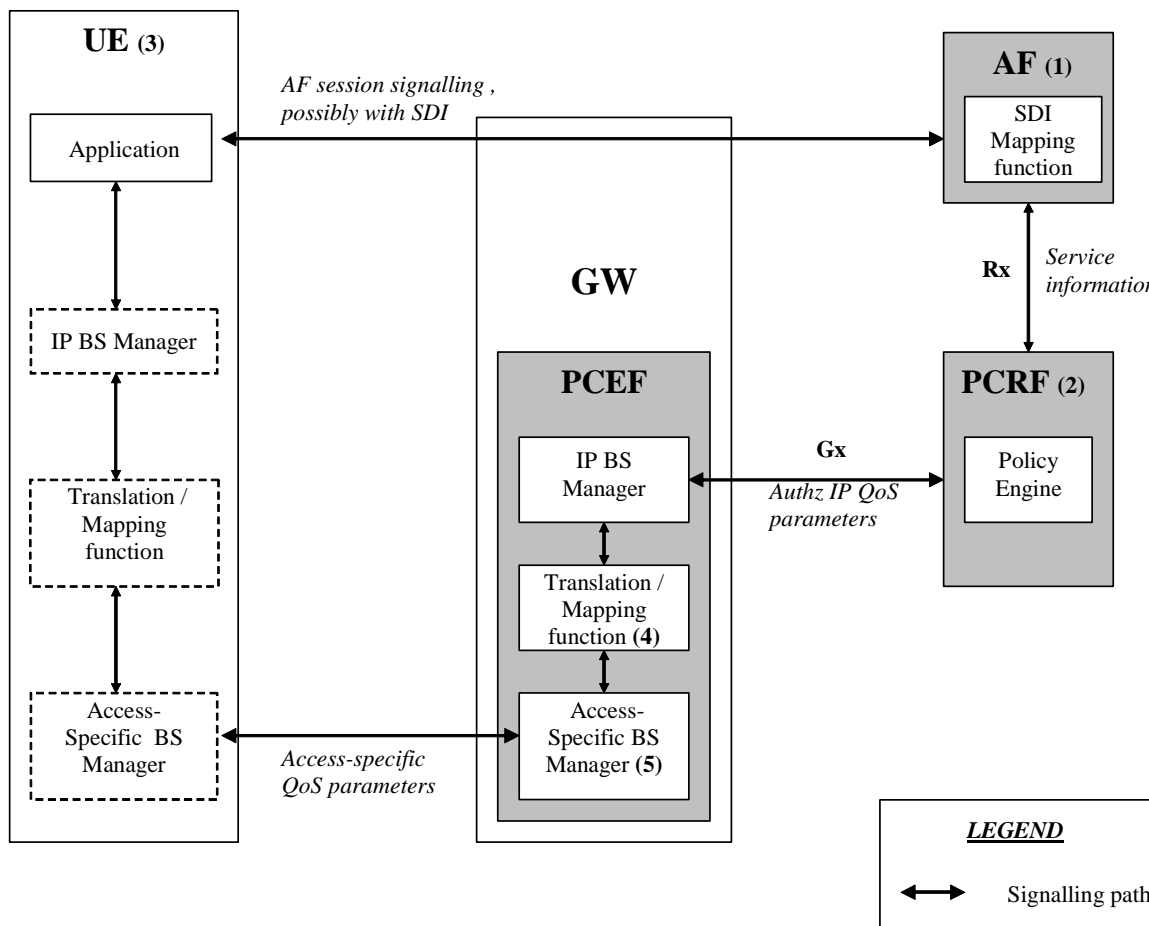 UE (3)
AF (1)
AF session signalling ,
possibly with SDI
SDI
Mapping
function
Application
Rx
Service
information
GW
IP BS Manager
PCEF
PCRF (2)
IP BS
Manager
Gx
Authz IP QoS
parameters
Policy
Engine
Translation /
Mapping
function
Translation /
Mapping
function (4)
Access-
Specific BS
Manager
Access-specific
QoS parameters
Access-
Specific BS
Manager (5)
LEGEND
Signalling path